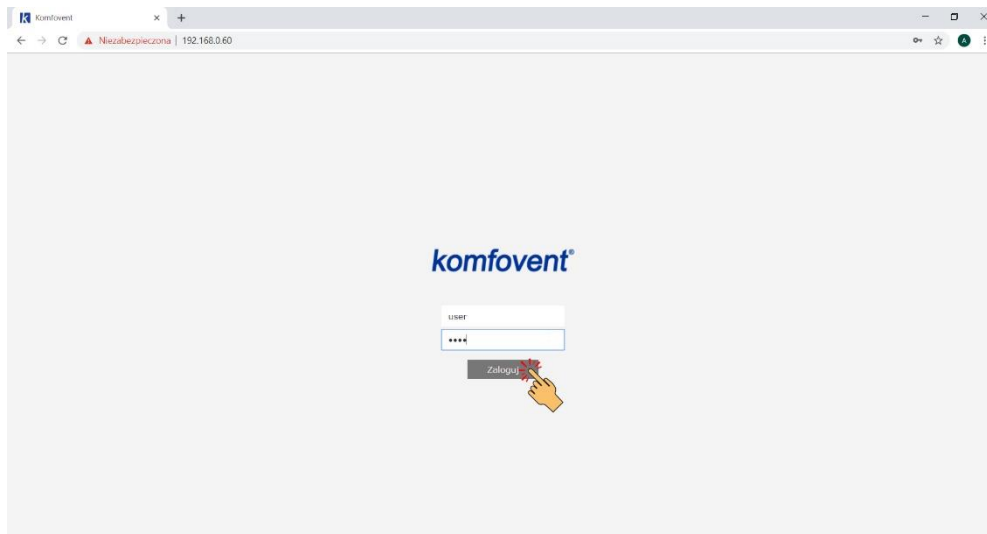 Komfovent
Niezabezpieczona | 192.168.0.60
A
komfovent®
user
••••
Zaloguj